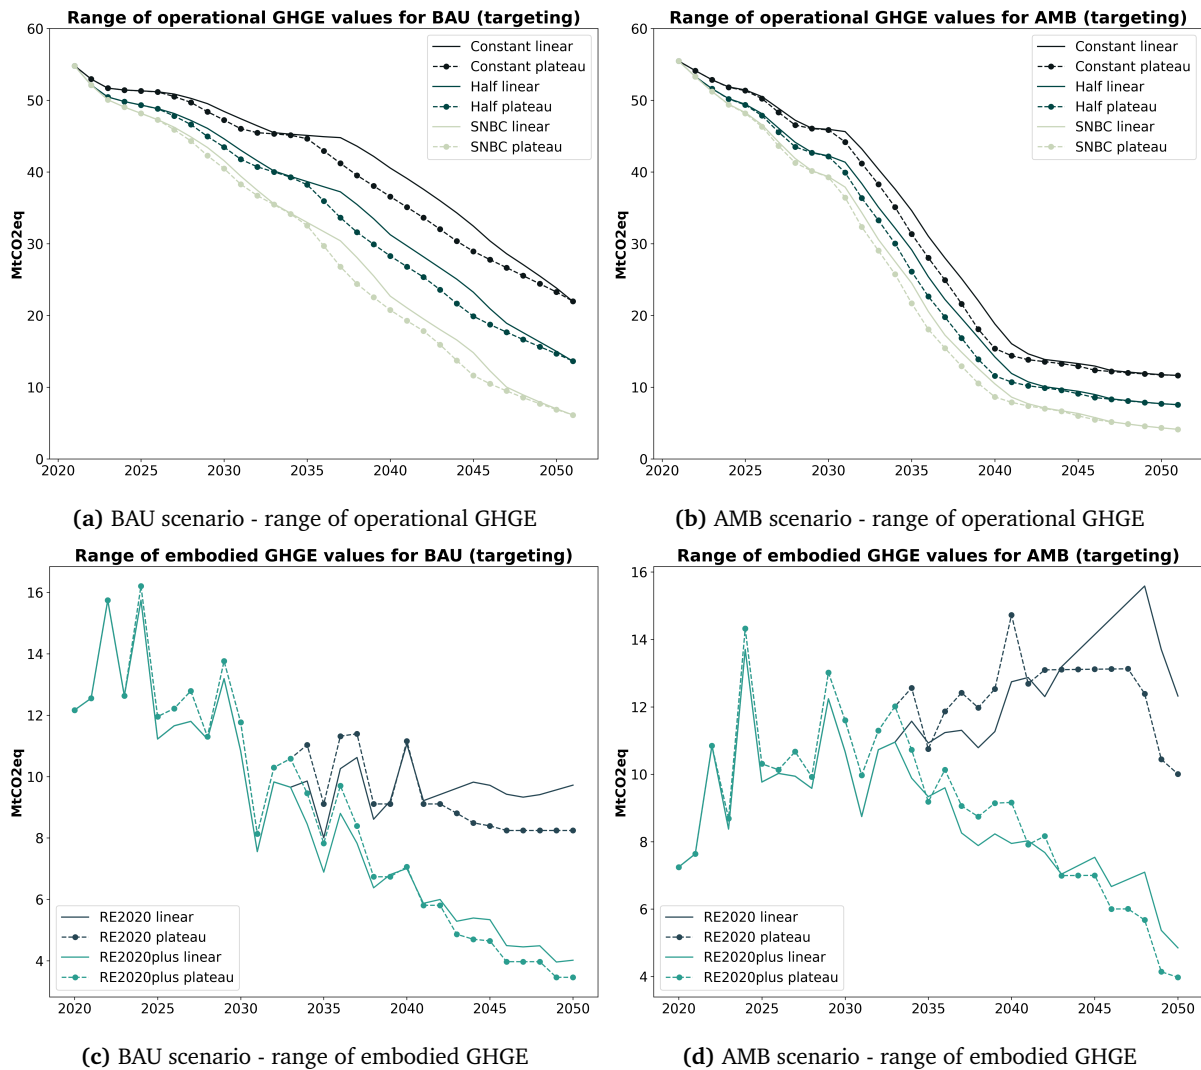 Range of operational GHGE values for BAU (targeting)
60
50
40
30
20
10
0
MtCO2eq
2020
2025
2030
2035
2040
2045
2050
Constant linear
Constant plateau
Half linear
Half plateau
SNBC linear
SNBC plateau
(a) BAU scenario - range of operational GHGE
Range of operational GHGE values for AMB (targeting)
60
50
40
30
20
10
0
MtCO2eq
2020
2025
2030
2035
2040
2045
2050
Constant linear
Constant plateau
Half linear
Half plateau
SNBC linear
SNBC plateau
(b) AMB scenario - range of operational GHGE
Range of embodied GHGE values for BAU (targeting)
16
14
12
10
8
6
4
MtCO2eq
2020
2025
2030
2035
2040
2045
2050
RE2020 linear
RE2020 plateau
RE2020plus linear
RE2020plus plateau
(c) BAU scenario - range of embodied GHGE
Range of embodied GHGE values for AMB (targeting)
16
14
12
10
8
6
4
MtCO2eq
2020
2025
2030
2035
2040
2045
2050
RE2020 linear
RE2020 plateau
RE2020plus linear
RE2020plus plateau
(d) AMB scenario - range of embodied GHGE